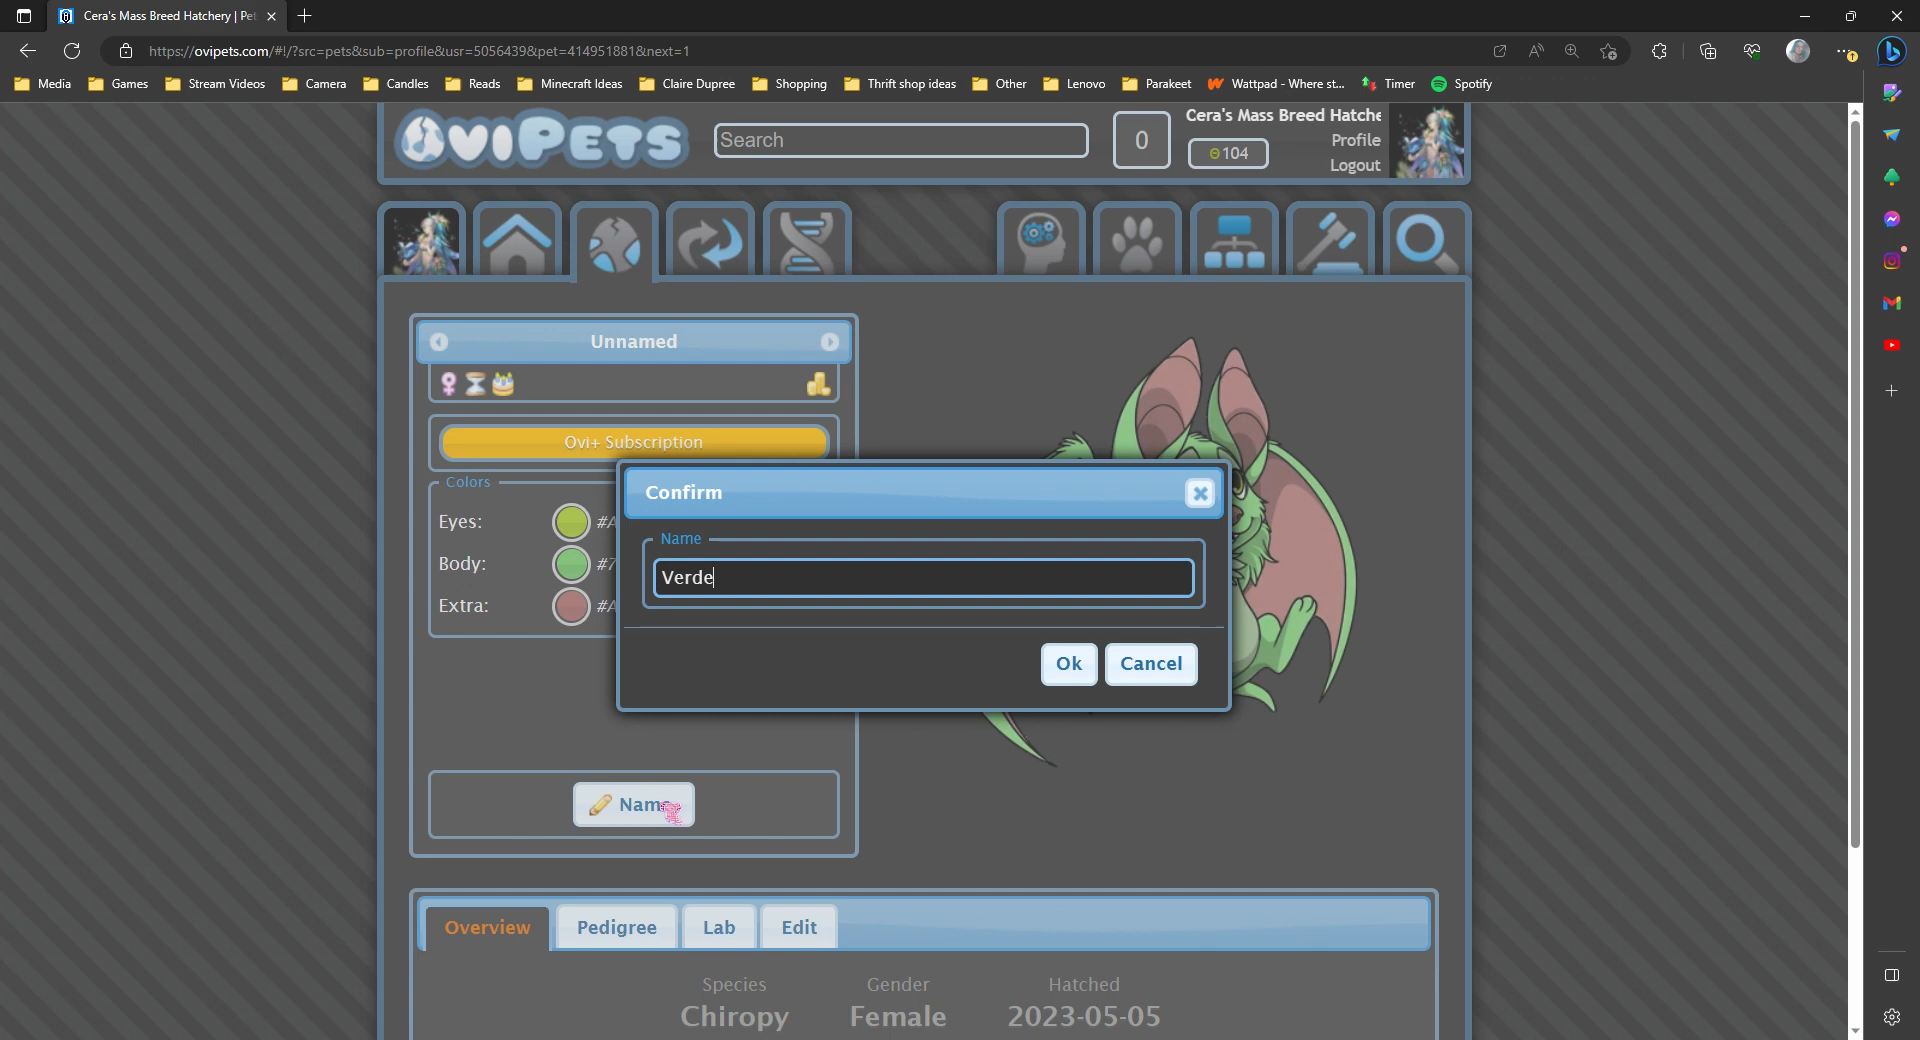 Cera's Mass Breed Hatchery | Pet
https://ovipets.com/#!/?src=pets&sub=profile&usr=5056439&pet=414951881&next=1
Media Games Stream Videos Camera Candles Reads Minecraft Ideas Claire Dupree Shopping Thrift shop ideas Other Lenovo Parakeet Wattpad - Where st... Timer Spotify
OviPets
Search
0
Cera's Mass Breed Hatche
104
Profile
Logout
Unnamed
Ovi+ Subscription
Colors
Eyes: #A
Body: #7
Extra: #A
Confirm
Name
Verde
Ok Cancel
Name
Overview Pedigree Lab Edit
Species Gender Hatched
Chiropy Female 2023-05-05